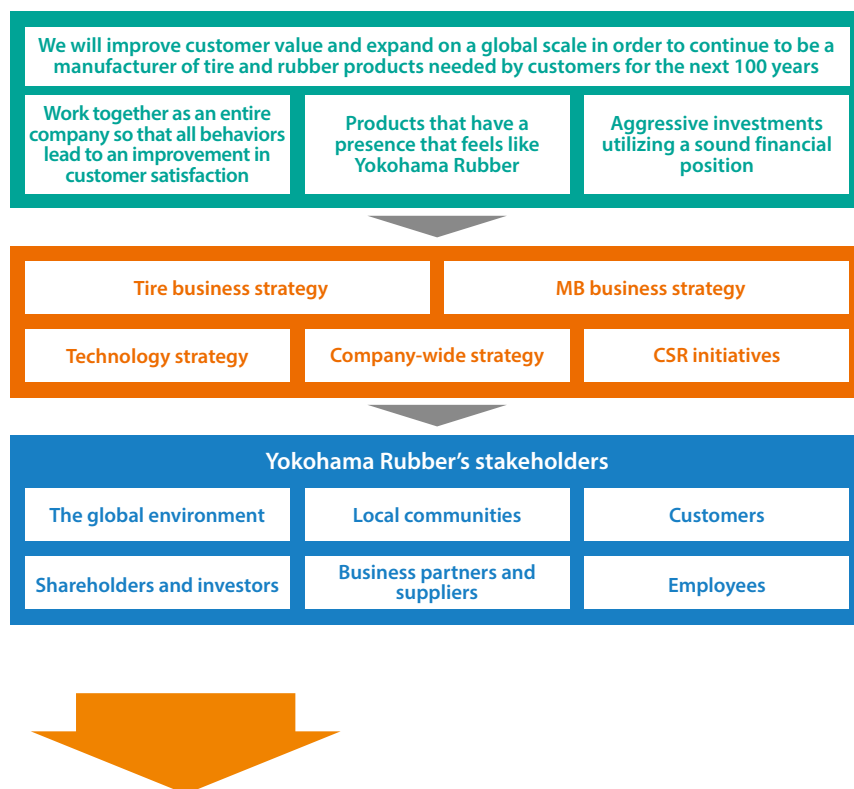 We will improve customer value and expand on a global scale in order to continue to be a
manufacturer of tire and rubber products needed by customers for the next 100 years
Work together as an entire
company so that all behaviors
lead to an improvement in
customer satisfaction
Products that have a
presence that feels like
Yokohama Rubber
Aggressive investments
utilizing a sound financial
position
Tire business strategy
MB business strategy
Technology strategy
Company-wide strategy
CSR initiatives
Yokohama Rubber’s stakeholders
The global environment
Local communities
Customers
Shareholders and investors
Business partners and
suppliers
Employees